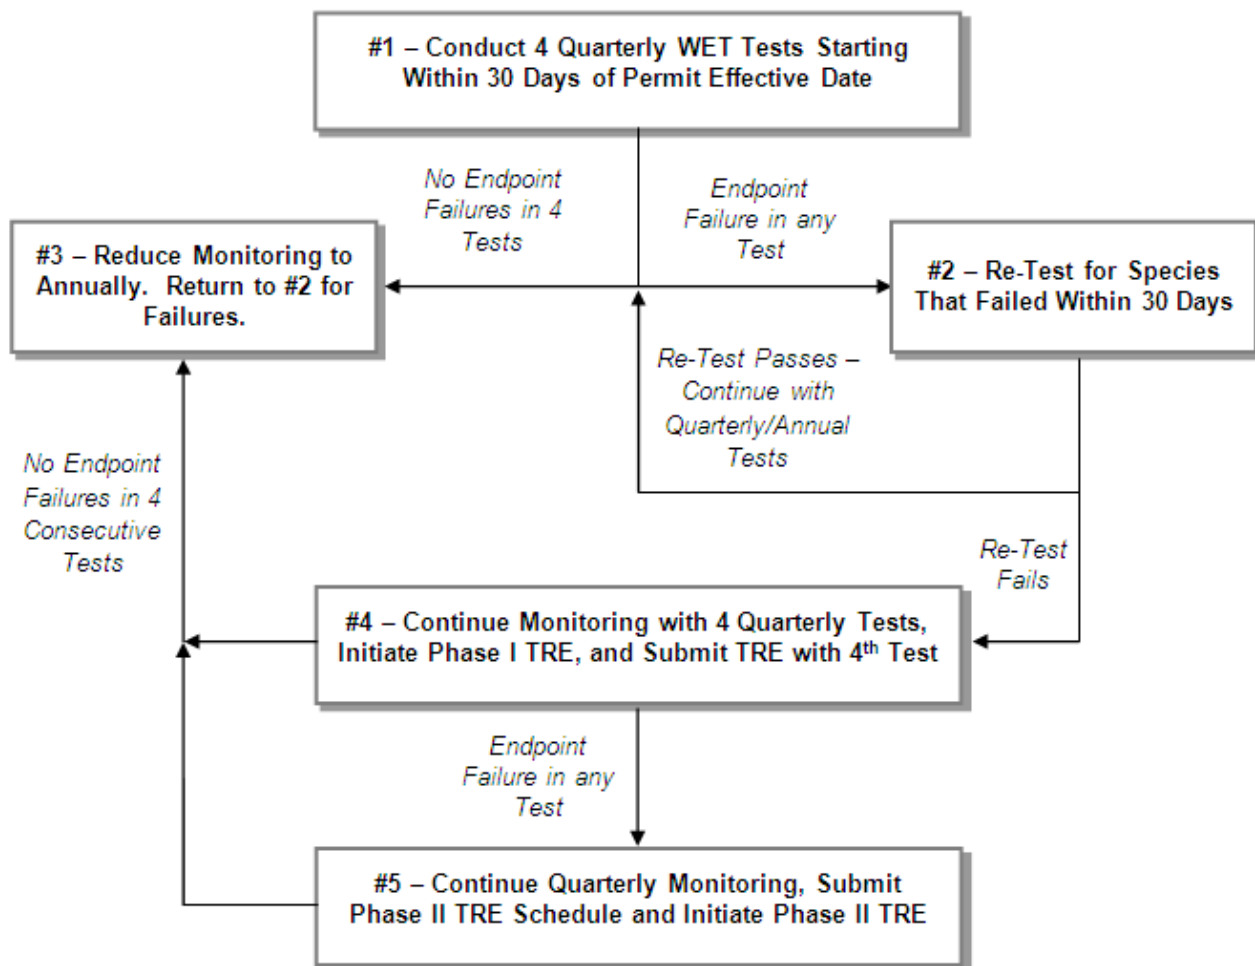 #1 – Conduct 4 Quarterly WET Tests Starting
Within 30 Days of Permit Effective Date
No Endpoint
Failures in 4
Tests
Endpoint
Failure in any
Test
#3 – Reduce Monitoring to
Annually.  Return to #2 for
Failures.
#2 – Re-Test for Species
That Failed Within 30 Days
Re-Test Passes –
Continue with
Quarterly/Annual
Tests
No Endpoint
Failures in 4
Consecutive
Tests
Re-Test
Fails
#4 – Continue Monitoring with 4 Quarterly Tests,
Initiate Phase I TRE, and Submit TRE with 4th Test
Endpoint
Failure in any
Test
#5 – Continue Quarterly Monitoring, Submit
Phase II TRE Schedule and Initiate Phase II TRE